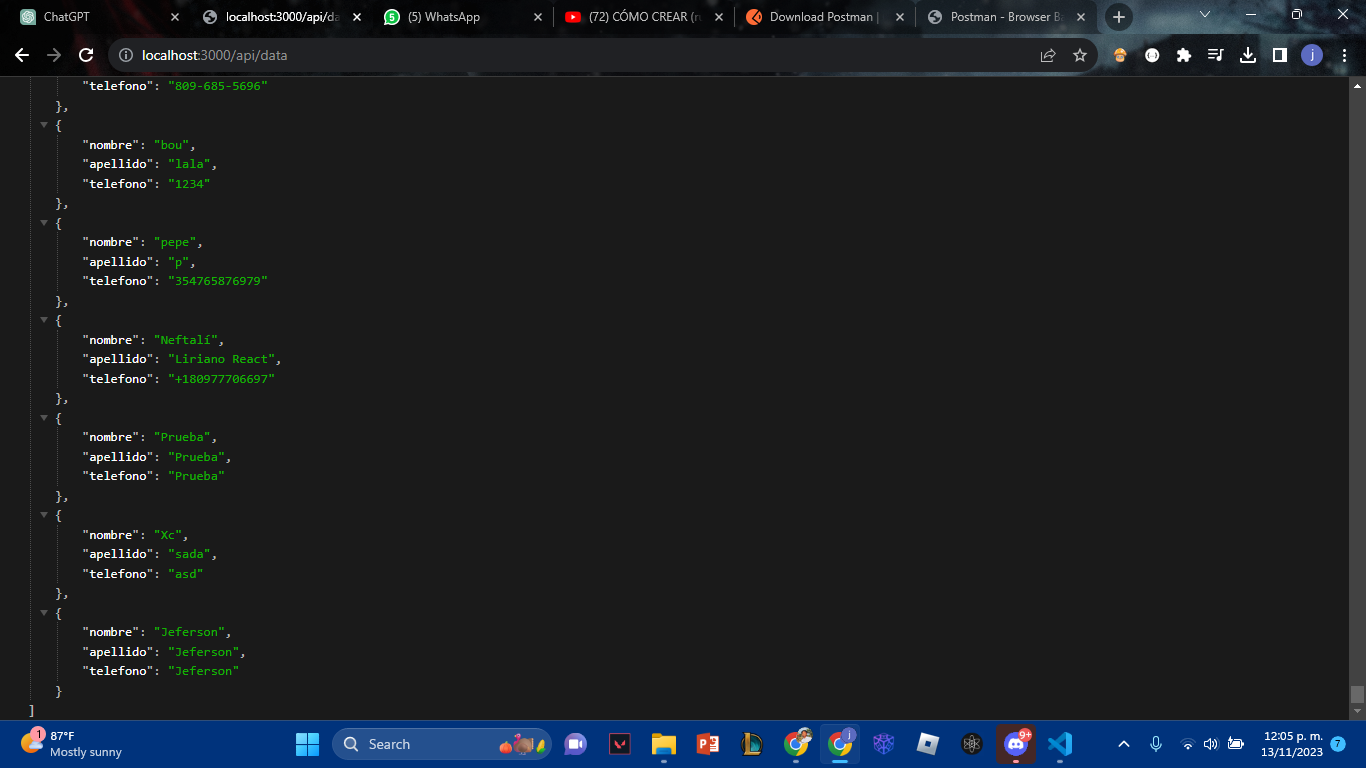 ChatGPT
localhost:3000/api/da
(5) WhatsApp
(72) CÓMO CREAR (ru
Download Postman |
Postman - Browser Ba
localhost:3000/api/data
j
"telefono": "809-685-5696"
},
{
"nombre": "bou",
"apellido": "lala",
"telefono": "1234"
},
{
"nombre": "pepe",
"apellido": "p",
"telefono": "354765876979"
},
{
"nombre": "Neftalí",
"apellido": "Liriano React",
"telefono": "+180977706697"
},
{
"nombre": "Prueba",
"apellido": "Prueba",
"telefono": "Prueba"
},
{
"nombre": "Xc",
"apellido": "sada",
"telefono": "asd"
},
{
"nombre": "Jeferson",
"apellido": "Jeferson",
"telefono": "Jeferson"
}
]
1
87°F
Mostly sunny
Search
j
9+
12:05 p. m.
13/11/2023
7